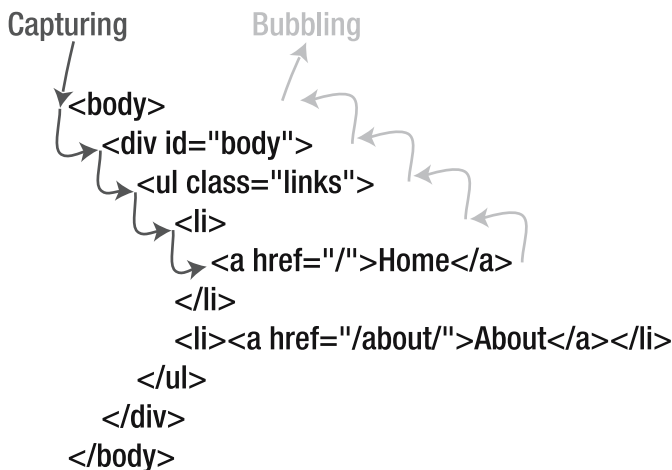 Capturing Bubbling
<body>
<div id="body">
<ul class="links">
<li>
<a href="/">Home</a>
</li>
<li><a href="/about/">About</a></li>
</ul>
</div>
</body>